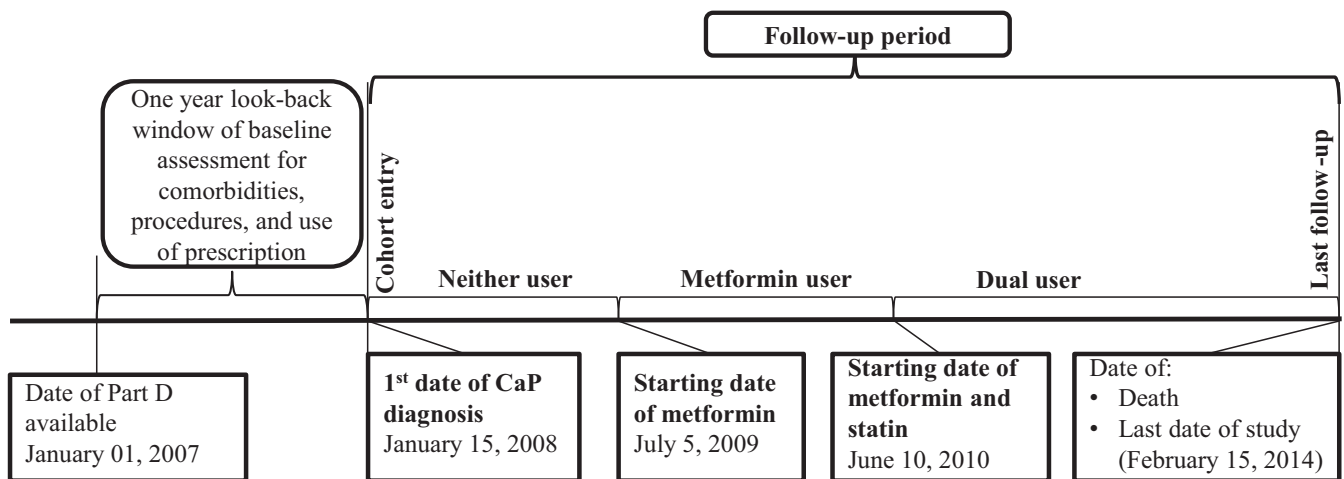 Follow-up period
One year look-back
window of baseline
assessment for
comorbidities,
procedures, and use
of prescription
Cohort entry
Last follow-up
Neither user
Metformin user
Dual user
Date of Part D
available
January 01, 2007
1st date of CaP
diagnosis
January 15, 2008
Starting date
of metformin
July 5, 2009
Starting date of
metformin and
statin
June 10, 2010
Date of:
• Death
• Last date of study
(February 15, 2014)